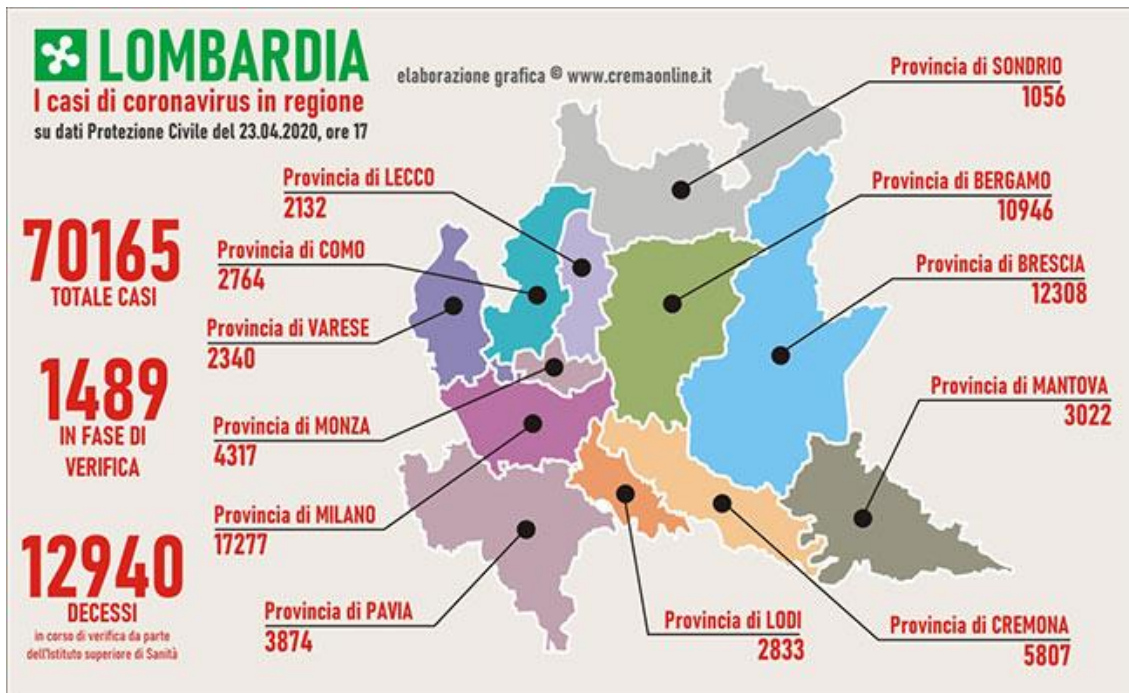 LOMBARDIA
I casi di coronavirus in regione
su dati Protezione Civile del 23.04.2020, ore 17
elaborazione grafica © www.cremaonline.it
70165
TOTALE CASI
1489
IN FASE DI
VERIFICA
12940
DECESSI
in corso di verifica da parte
dell'Istituto superiore di Sanità
Provincia di LECCO
2132
Provincia di COMO
2764
Provincia di VARESE
2340
Provincia di MONZA
4317
Provincia di MILANO
17277
Provincia di PAVIA
3874
Provincia di SONDRIO
1056
Provincia di BERGAMO
10946
Provincia di BRESCIA
12308
Provincia di MANTOVA
3022
Provincia di LODI
2833
Provincia di CREMONA
5807